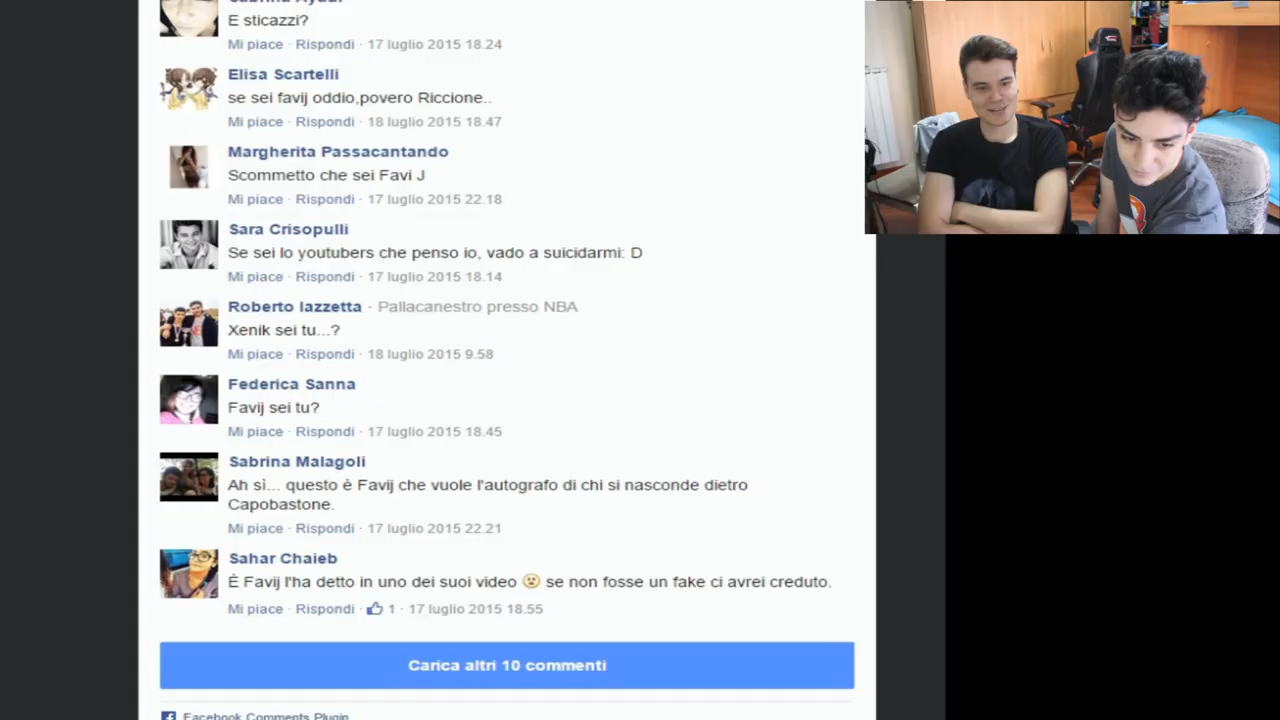 E sticazzi?
Mi piace · Rispondi · 17 luglio 2015 18.24
Elisa Scartelli
se sei favij oddio,povero Riccione..
Mi piace · Rispondi · 18 luglio 2015 18.47
Margherita Passacantando
Scommetto che sei Favi J
Mi piace · Rispondi · 17 luglio 2015 22.18
Sara Crisopulli
Se sei lo youtubers che penso io, vado a suicidarmi: D
Mi piace · Rispondi · 17 luglio 2015 18.14
Roberto Iazzetta · Pallacanestro presso NBA
Xenik sei tu...?
Mi piace · Rispondi · 18 luglio 2015 9.58
Federica Sanna
Favij sei tu?
Mi piace · Rispondi · 17 luglio 2015 18.45
Sabrina Malagoli
Ah sì... questo è Favij che vuole l'autografo di chi si nasconde dietro
Capobastone.
Mi piace · Rispondi · 17 luglio 2015 22.21
Sahar Chaieb
È Favij l'ha detto in uno dei suoi video 😮 se non fosse un fake ci avrei creduto.
Mi piace · Rispondi · 1 · 17 luglio 2015 18.55
Carica altri 10 commenti
Facebook Comments Plugin